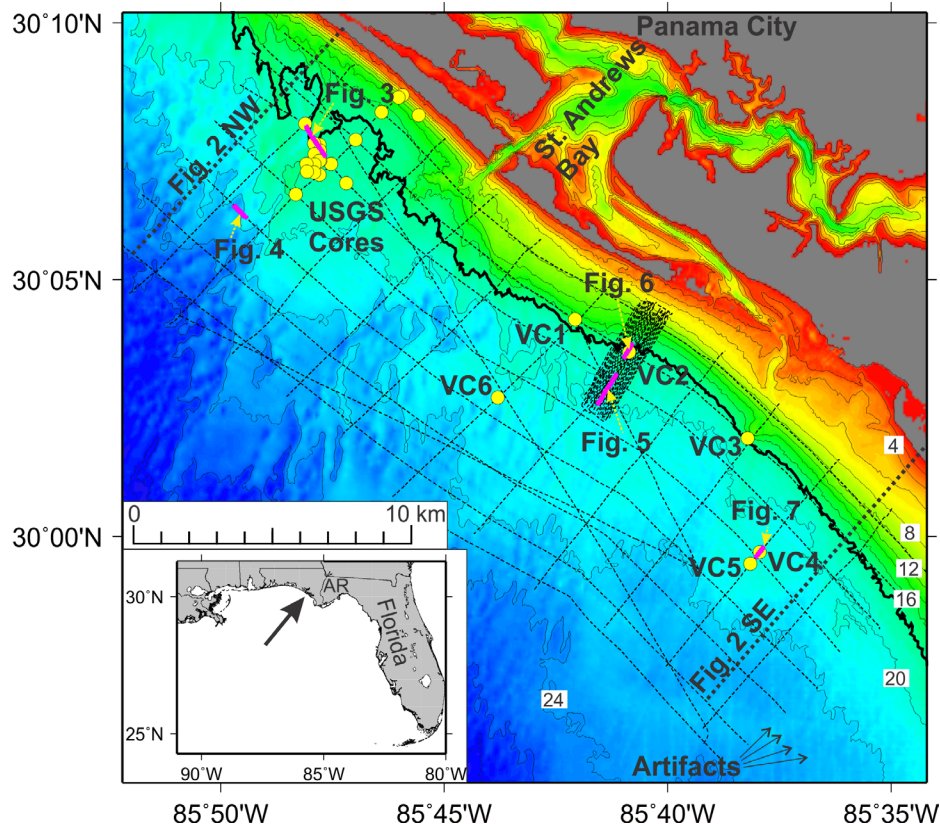 30°10'N
Panama City
St. Andrews
Bay
Fig. 3
Fig. 2 NW
USGS
Cores
Fig. 4
30°05'N
Fig. 6
VC1
VC2
VC6
Fig. 5
VC3
4
Fig. 7
0
10 km
30°00'N
8
VC5
VC4
12
16
AR
30°N
Florida
Fig. 2 SE
20
24
25°N
Artifacts
90°W
85°W
80°W
85°50'W
85°45'W
85°40'W
85°35'W